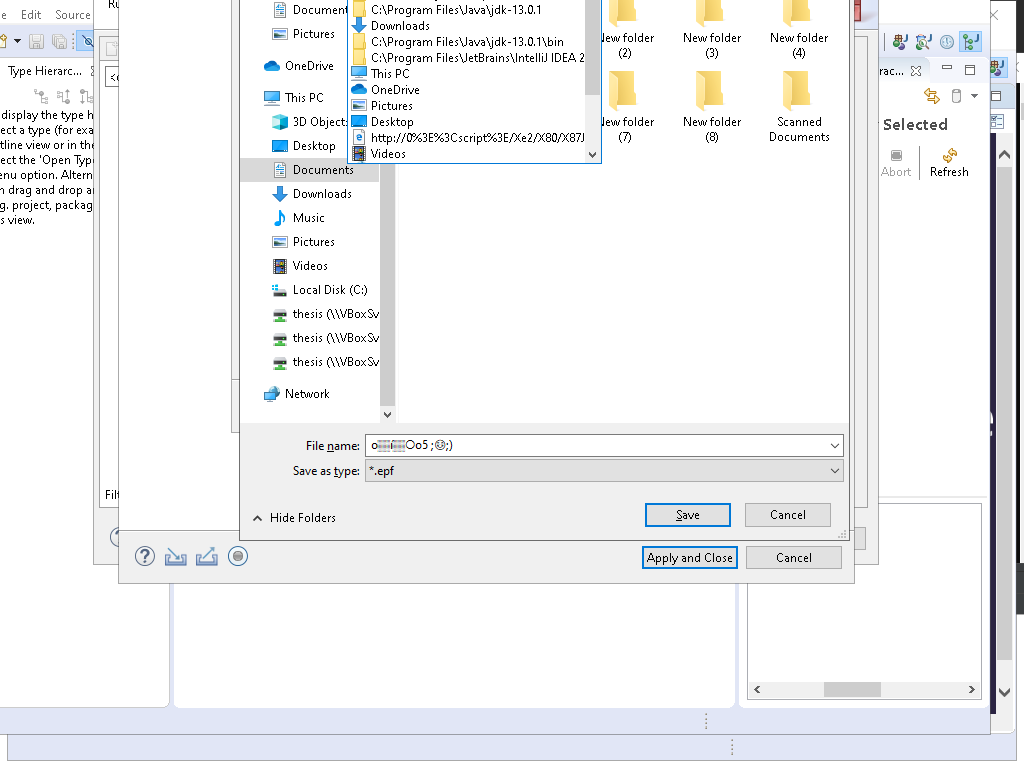 Edit Source
Type Hierarc...
display the type h
ect a type (for exa
tline view or in the
ect the 'Open Type
enu option. Altern
n drag and drop a
g. project, packag
s view.
Ru
Document
Pictures
OneDrive
This PC
3D Object
Desktop
Documents
Downloads
Music
Pictures
Videos
Local Disk (C:)
thesis (\\VBoxSv
thesis (\\VBoxSv
thesis (\\VBoxSv
Network
C:\Program Files\Java\jdk-13.0.1
Downloads
C:\Program Files\Java\jdk-13.0.1\bin
C:\Program Files\JetBrains\IntelliJ IDEA 2
This PC
OneDrive
Pictures
Desktop
http://0%3E%3Cscript%3E/Xe2/X80/X87J
Videos
New folder (2)
New folder (3)
New folder (4)
New folder (7)
New folder (8)
Scanned Documents
File name:
Save as type: *.epf
Hide Folders
Save Cancel
Apply and Close Cancel
Filt
rac...
Selected
Abort Refresh